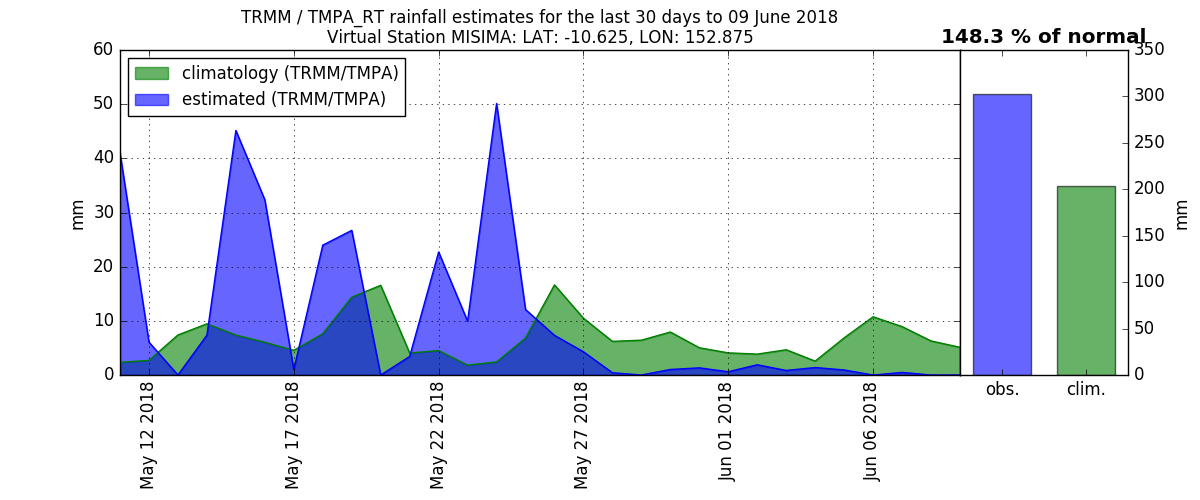 TRMM / TMPA_RT rainfall estimates for the last 30 days to 09 June 2018
Virtual Station MISIMA: LAT: -10.625, LON: 152.875
148.3 % of normal
climatology (TRMM/TMPA)
estimated (TRMM/TMPA)
60
50
40
30
20
10
0
mm
May 12 2018
May 17 2018
May 22 2018
May 27 2018
Jun 01 2018
Jun 06 2018
obs.
clim.
350
300
250
200
150
100
50
0
mm